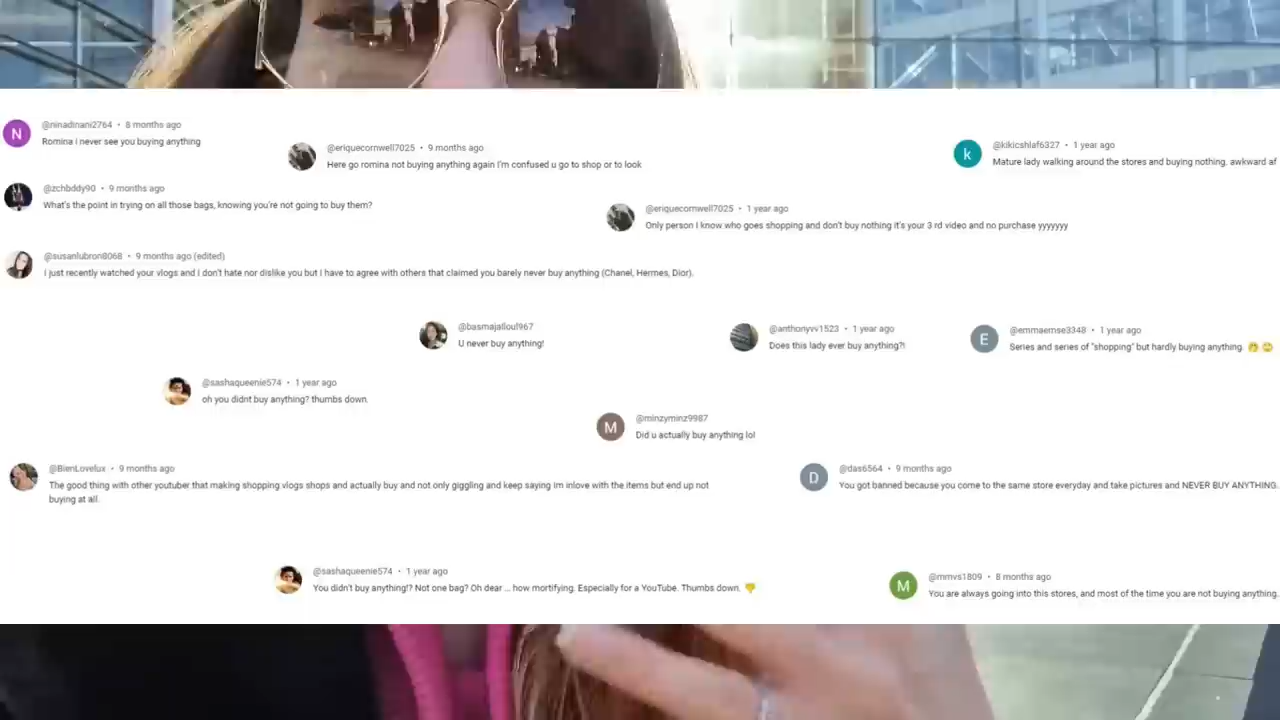 @ninadinani2764 • 8 months ago
Romina I never see you buying anything
@eriquecornwell7025 • 9 months ago
Here go romina not buying anything again I'm confused u go to shop or to look
@kikicshlaf6327 • 1 year ago
Mature lady walking around the stores and buying nothing, awkward af
@zchbddy90 • 9 months ago
What's the point in trying on all those bags, knowing you're not going to buy them?
@eriquecornwell7025 • 1 year ago
Only person I know who goes shopping and don't buy nothing it's your 3 rd video and no purchase yyyyyyy
@susanlubron8068 • 9 months ago (edited)
I just recently watched your vlogs and I don't hate nor dislike you but I have to agree with others that claimed you barely never buy anything (Chanel, Hermes, Dior).
@basmajallouf967
U never buy anything!
@anthonyvv1523 • 1 year ago
Does this lady ever buy anything?!
@emmaemse3348 • 1 year ago
Series and series of "shopping" but hardly buying anything. 🤭 🙄
@sashaqueenie574 • 1 year ago
oh you didnt buy anything? thumbs down.
@minzyminz9987
Did u actually buy anything lol
@BienLovelux • 9 months ago
The good thing with other youtuber that making shopping vlogs shops and actually buy and not only giggling and keep saying im inlove with the items but end up not
buying at all.
@das6564 • 9 months ago
You got banned because you come to the same store everyday and take pictures and NEVER BUY ANYTHING.
@sashaqueenie574 • 1 year ago
You didn't buy anything!? Not one bag? Oh dear ... how mortifying. Especially for a YouTube. Thumbs down. 👎
@mmvs1809 • 8 months ago
You are always going into this stores, and most of the time you are not buying anything.